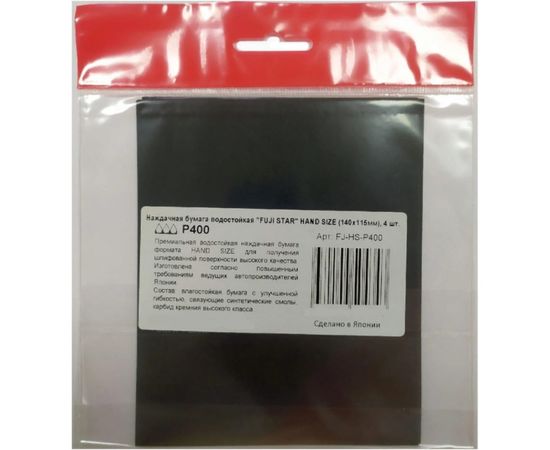 Наждачная бумага водостойкая "FUJI STAR" HAND SIZE (140x115мм), 4 шт.
P400
Арт: FJ-HS-P400
Премиальная водостойкая наждачная бумага
формата HAND SIZE для получения
шлифованной поверхности высокого качества.
Изготовлена согласно повышенным
требованиям ведущих автопроизводителей
Японии
Состав: влагостойкая бумага с улучшенной
гибкостью, связующие синтетические смолы,
карбид кремния высокого класса
Сделано в Японии